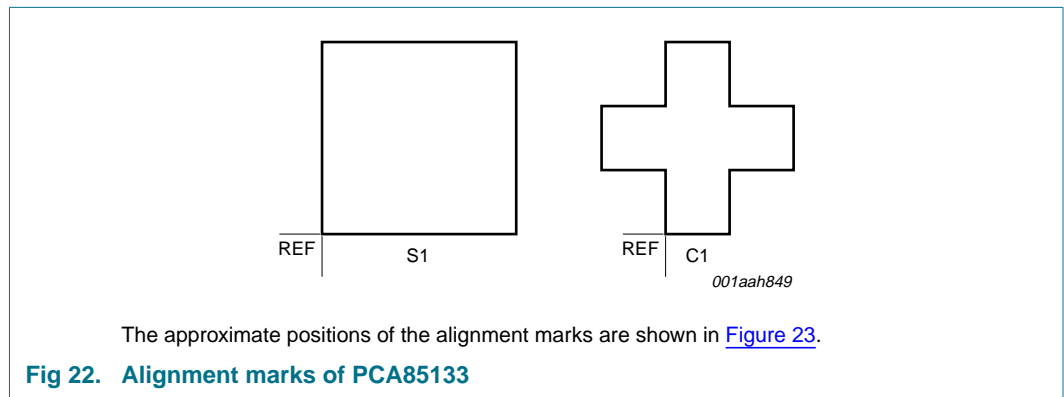 REF
S1
REF
C1
001aah849
The approximate positions of the alignment marks are shown in Figure 23.
Fig 22. Alignment marks of PCA85133